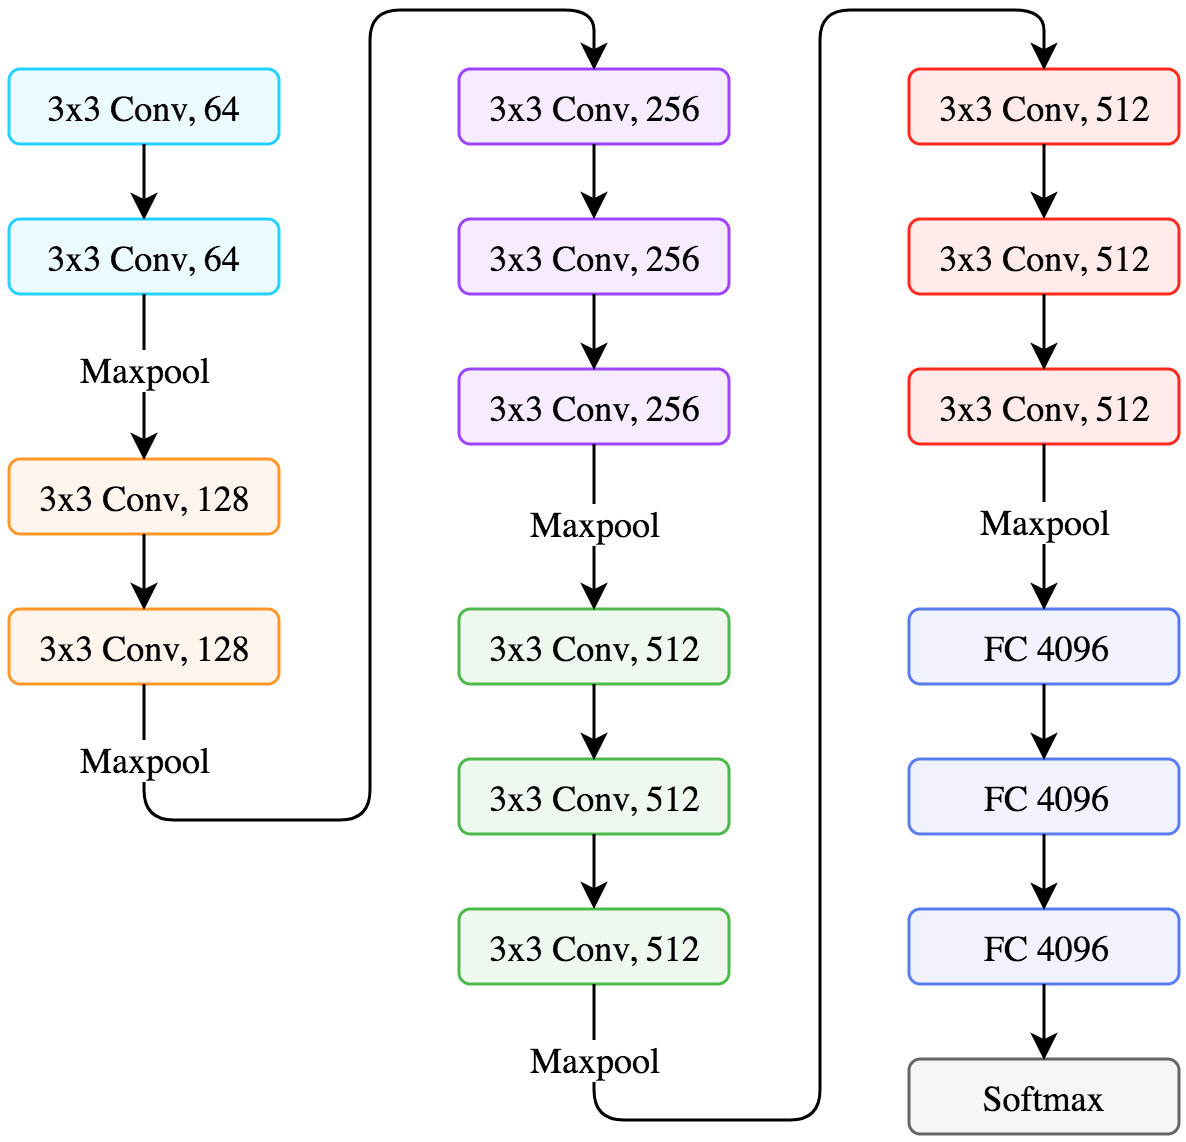 3x3 Conv, 64
3x3 Conv, 64
Maxpool
3x3 Conv, 128
3x3 Conv, 128
Maxpool
3x3 Conv, 256
3x3 Conv, 256
3x3 Conv, 256
Maxpool
3x3 Conv, 512
3x3 Conv, 512
3x3 Conv, 512
Maxpool
3x3 Conv, 512
3x3 Conv, 512
3x3 Conv, 512
Maxpool
FC 4096
FC 4096
FC 4096
Softmax